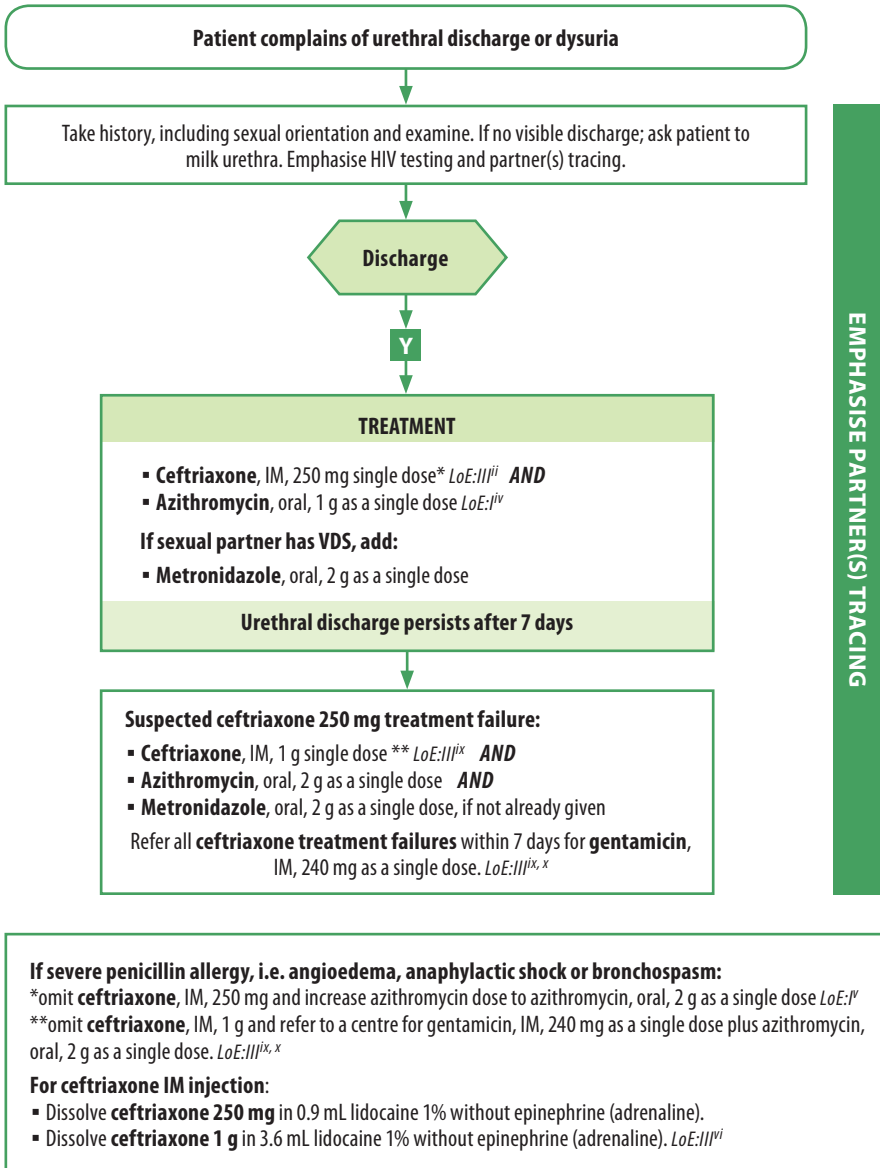 Patient complains of urethral discharge or dysuria
Take history, including sexual orientation and examine. If no visible discharge; ask patient to
milk urethra. Emphasise HIV testing and partner(s) tracing.
Discharge
Y
TREATMENT
▪ Ceftriaxone, IM, 250 mg single dose* LoE:III^ii AND
▪ Azithromycin, oral, 1 g as a single dose LoE:I^iv
If sexual partner has VDS, add:
▪ Metronidazole, oral, 2 g as a single dose
Urethral discharge persists after 7 days
Suspected ceftriaxone 250 mg treatment failure:
▪ Ceftriaxone, IM, 1 g single dose ** LoE:III^ix AND
▪ Azithromycin, oral, 2 g as a single dose AND
▪ Metronidazole, oral, 2 g as a single dose, if not already given
Refer all ceftriaxone treatment failures within 7 days for gentamicin,
IM, 240 mg as a single dose. LoE:III^ix, x
EMPHASISE PARTNER(S) TRACING
If severe penicillin allergy, i.e. angioedema, anaphylactic shock or bronchospasm:
*omit ceftriaxone, IM, 250 mg and increase azithromycin dose to azithromycin, oral, 2 g as a single dose LoE:I^v
**omit ceftriaxone, IM, 1 g and refer to a centre for gentamicin, IM, 240 mg as a single dose plus azithromycin,
oral, 2 g as a single dose. LoE:III^ix, x
For ceftriaxone IM injection:
▪ Dissolve ceftriaxone 250 mg in 0.9 mL lidocaine 1% without epinephrine (adrenaline).
▪ Dissolve ceftriaxone 1 g in 3.6 mL lidocaine 1% without epinephrine (adrenaline). LoE:III^vi